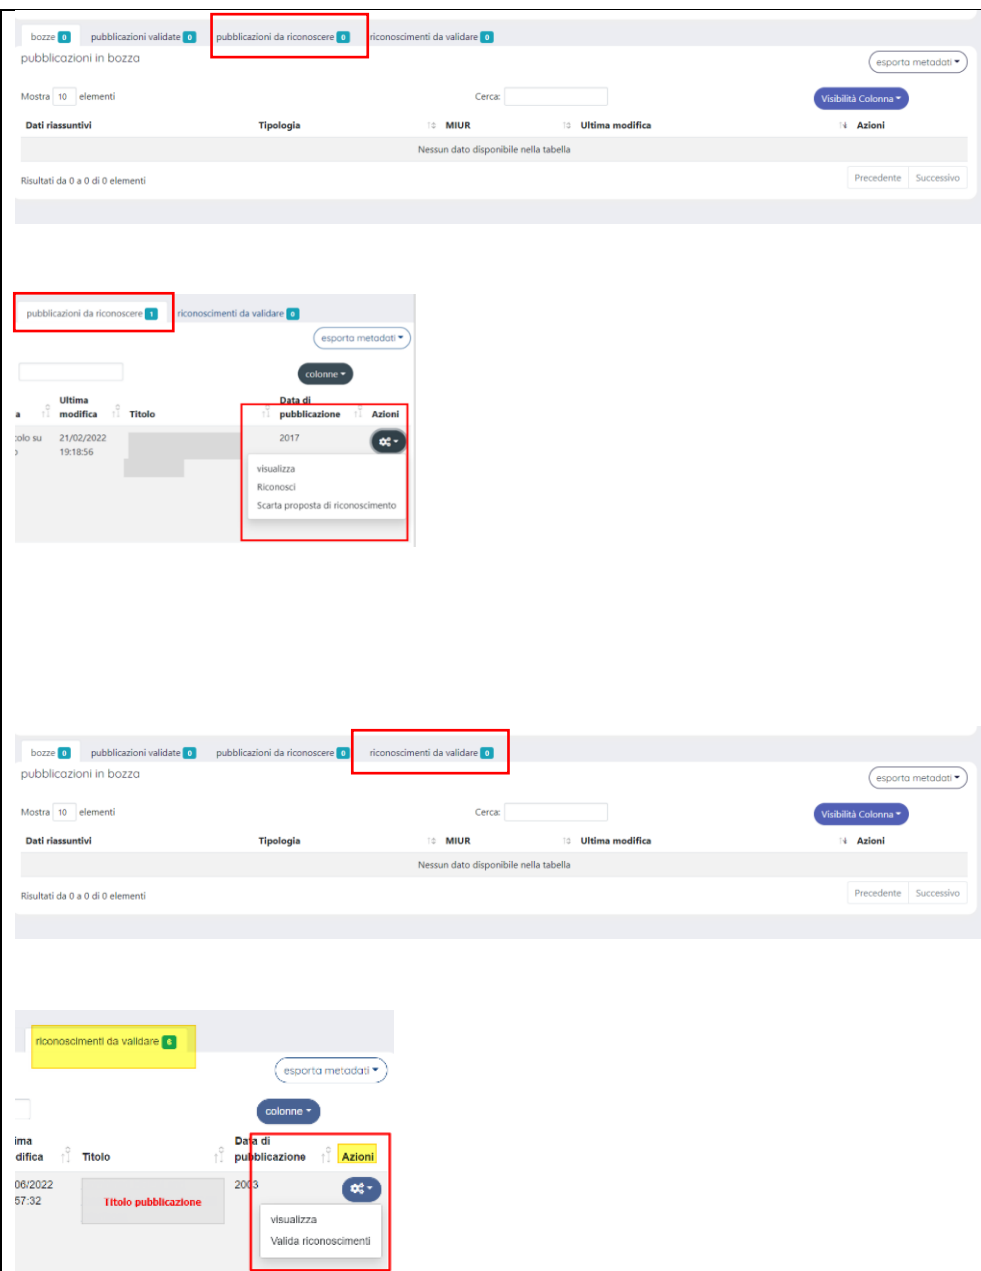 bozze 0 pubblicazioni validate 0 pubblicazioni da riconoscere 0 riconoscimenti da validare 0
pubblicazioni in bozza
esporta metadati
Mostra 10 elementi Cerca: Visibilità Colonna
Dati riassuntivi Tipologia MIUR Ultima modifica Azioni
Nessun dato disponibile nella tabella
Risultati da 0 a 0 di 0 elementi Precedente Successivo
pubblicazioni da riconoscere 1 riconoscimenti da validare 0
esporta metadati
colonne
Ultima Data di
a modifica Titolo pubblicazione Azioni
colo su 21/02/2022 2017
o 19:18:56
visualizza
Riconosci
Scarta proposta di riconoscimento
bozze 0 pubblicazioni validate 0 pubblicazioni da riconoscere 0 riconoscimenti da validare 0
pubblicazioni in bozza
esporta metadati
Mostra 10 elementi Cerca: Visibilità Colonna
Dati riassuntivi Tipologia MIUR Ultima modifica Azioni
Nessun dato disponibile nella tabella
Risultati da 0 a 0 di 0 elementi Precedente Successivo
riconoscimenti da validare 6
esporta metadati
colonne
ima Data di
difica Titolo pubblicazione Azioni
06/2022 2003
57:32 Titolo pubblicazione
visualizza
Valida riconoscimenti